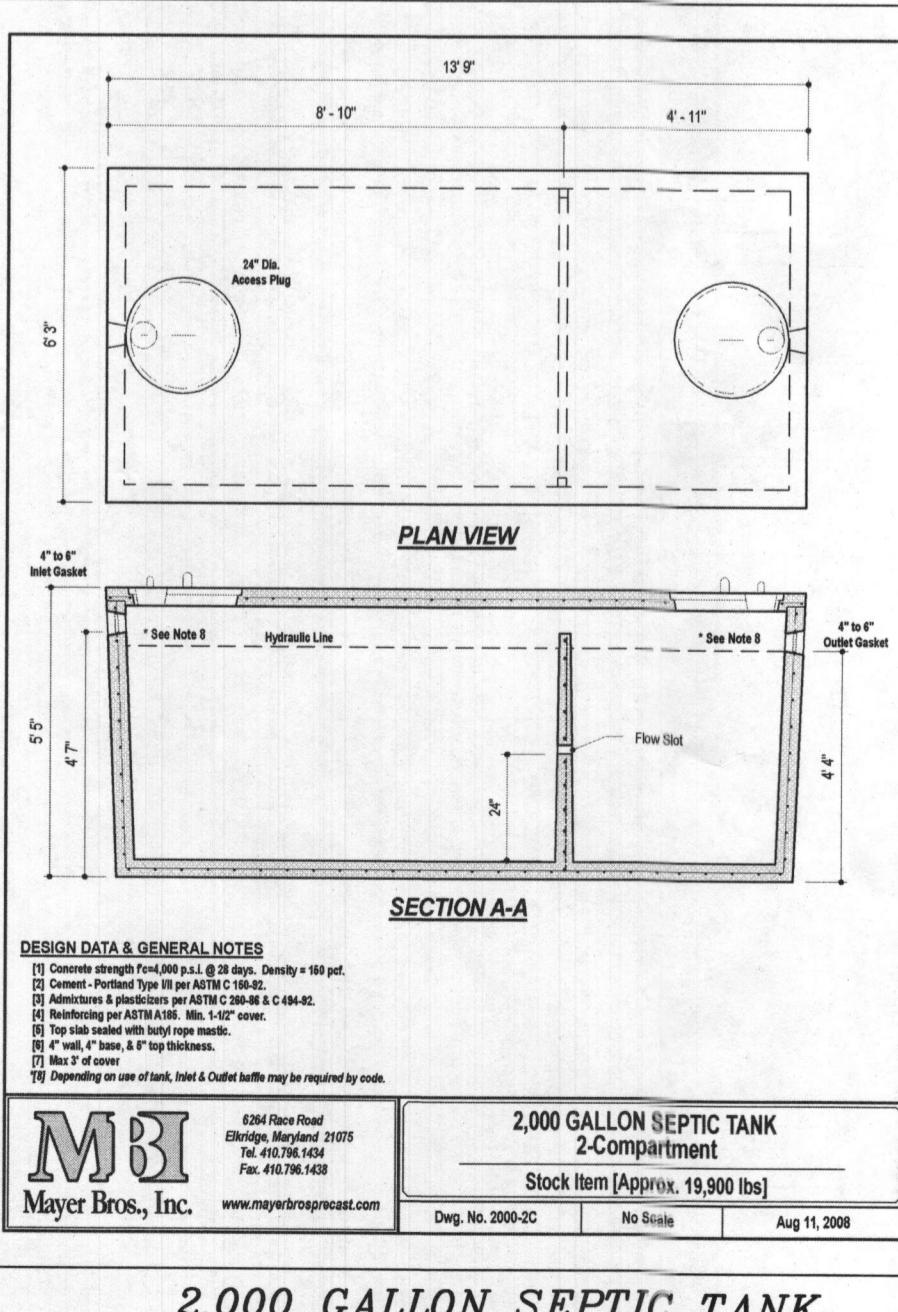 13' 9"
8' - 10"
4' - 11"
6' 3"
24" Dia.
Access Plug
PLAN VIEW
4" to 6"
Inlet Gasket
* See Note 8
Hydraulic Line
* See Note 8
4" to 6"
Outlet Gasket
5' 5"
4' 7"
24"
Flow Slot
4' 4"
SECTION A-A
DESIGN DATA & GENERAL NOTES
[1] Concrete strength f'c=4,000 p.s.i. @ 28 days. Density = 150 pcf.
[2] Cement - Portland Type I/II per ASTM C 150-92.
[3] Admixtures & plasticizers per ASTM C 260-86 & C 494-92.
[4] Reinforcing per ASTM A185. Min. 1-1/2" cover.
[5] Top slab sealed with butyl rope mastic.
[6] 4" wall, 4" base, & 5" top thickness.
[7] Max 3' of cover
*[8] Depending on use of tank, Inlet & Outlet baffle may be required by code.
MBI
Mayer Bros., Inc.
6264 Race Road
Elkridge, Maryland 21075
Tel. 410.796.1434
Fax. 410.796.1438
www.mayerbrosprecast.com
2,000 GALLON SEPTIC TANK
2-Compartment
Stock Item [Approx. 19,900 lbs]
Dwg. No. 2000-2C
No Scale
Aug 11, 2008
2,000 GALLON SEPTIC TANK